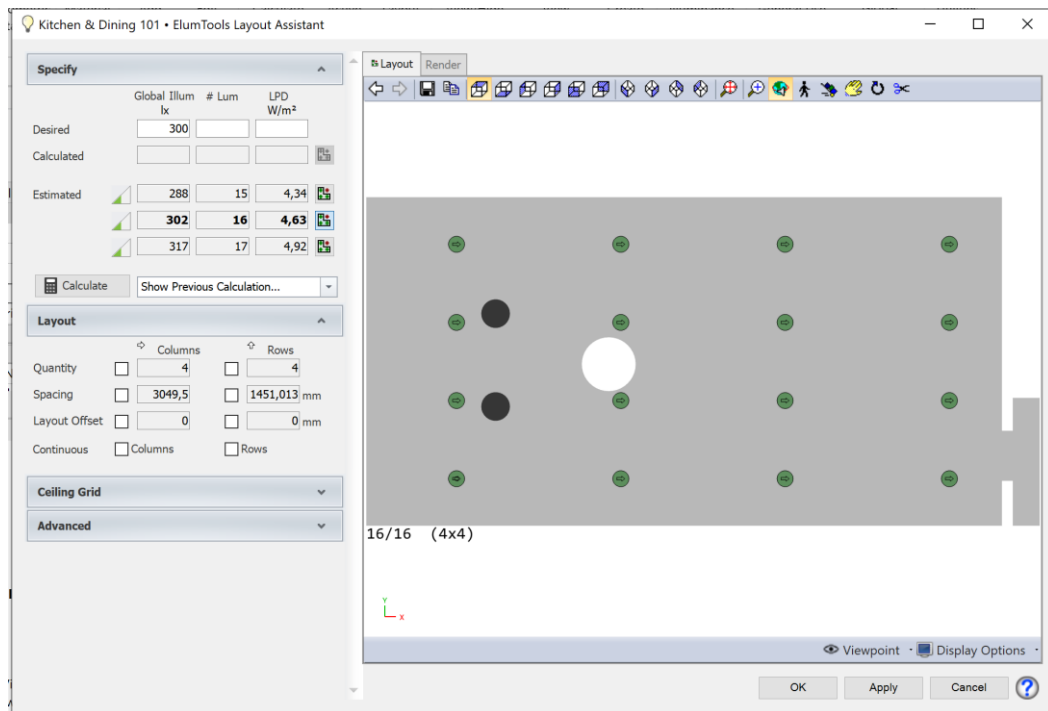 Kitchen & Dining 101 • ElumTools Layout Assistant
Specify
Global Illum # Lum LPD
lx W/m²
Desired 300
Calculated
Estimated 288 15 4,34
302 16 4,63
317 17 4,92
Calculate Show Previous Calculation...
Layout
Columns Rows
Quantity 4 4
Spacing 3049,5 1451,013 mm
Layout Offset 0 0 mm
Continuous Columns Rows
Ceiling Grid
Advanced
Layout Render
16/16 (4x4)
Y
X
Viewpoint Display Options
OK Apply Cancel ?